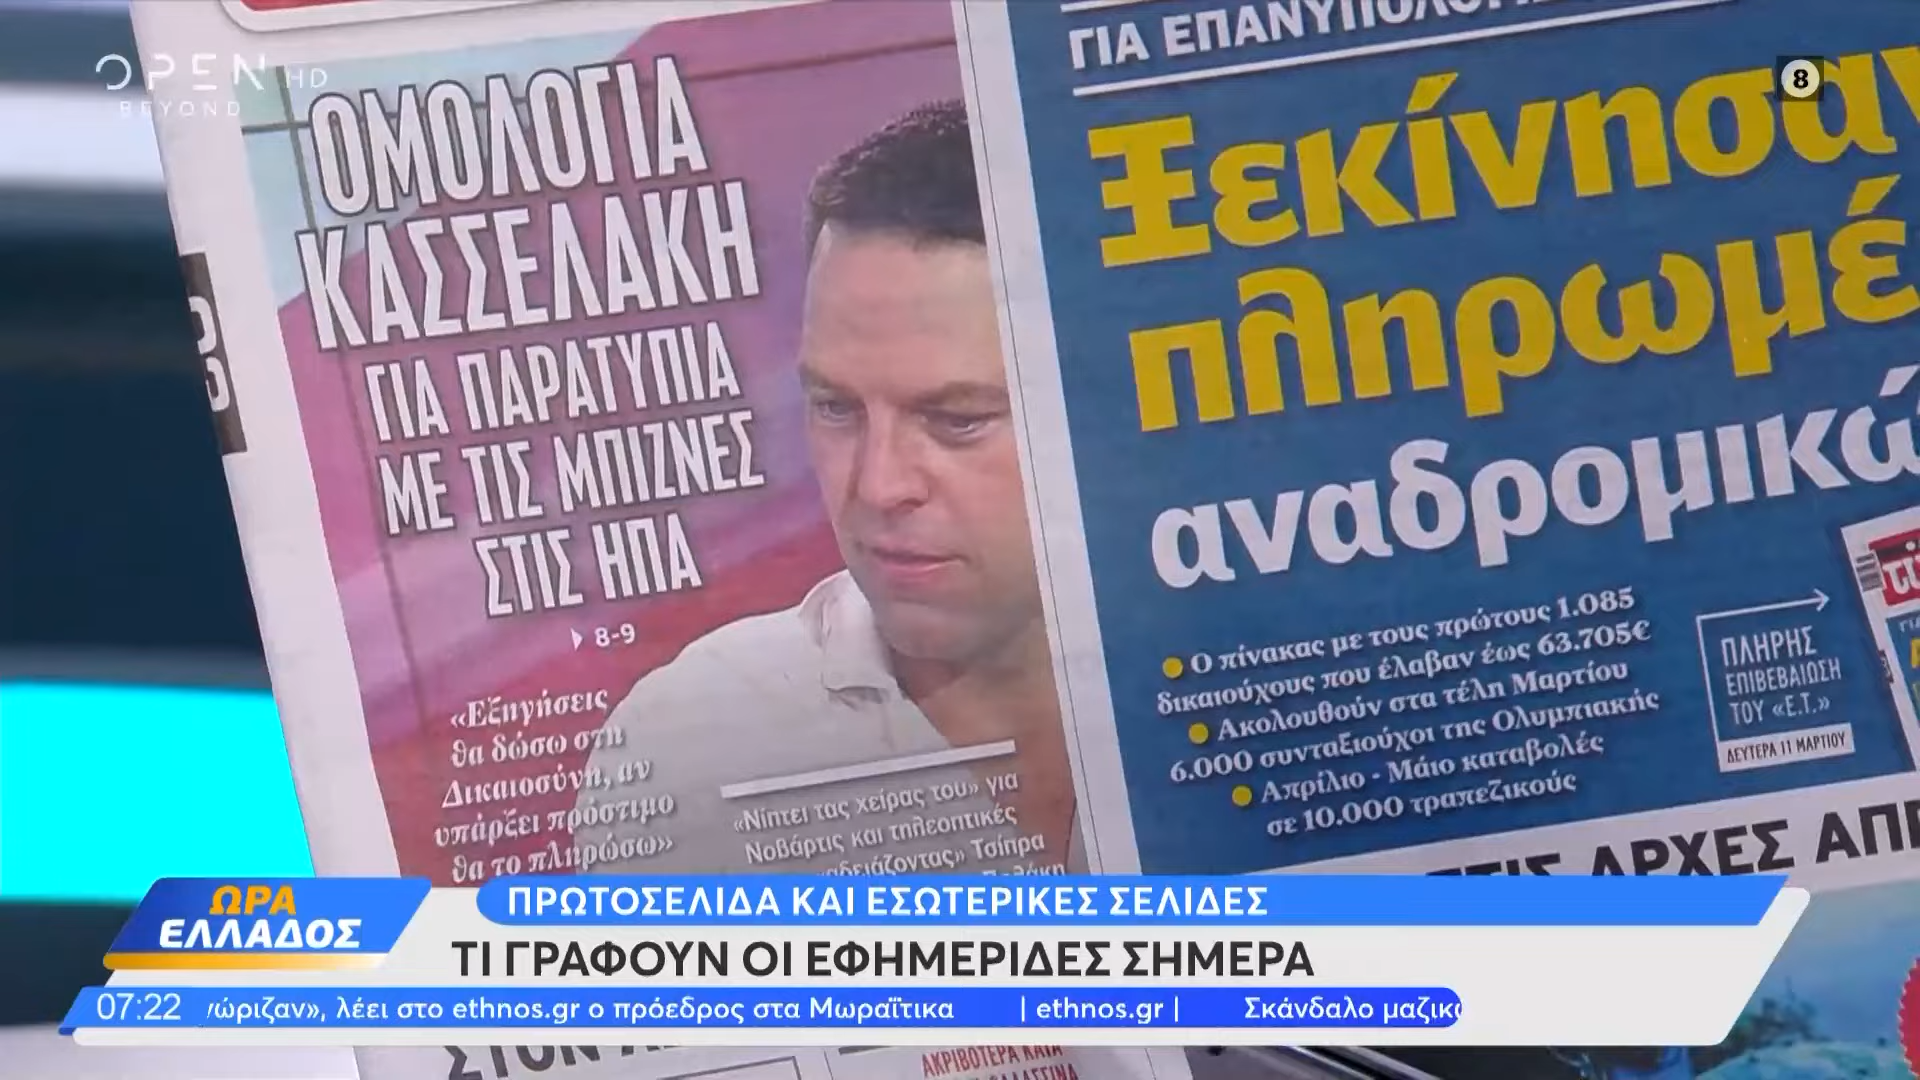 OPEN HD
BEYOND
8
ΟΜΟΛΟΓΙΑ
ΚΑΣΣΕΛΑΚΗ
ΓΙΑ ΠΑΡΑΤΥΠΙΑ
ΜΕ ΤΙΣ ΜΠΙΖΝΕΣ
ΣΤΙΣ ΗΠΑ
8-9
«Εξηγήσεις
θα δώσω στη
Δικαιοσύνη, αν
υπάρξει πρόστιμο
θα το πληρώσω»
«Νίπτει τας χείρας του» για
Νοβάρτις και τηλεοπτικές
Τσίπρα
ΓΙΑ
Ξεκίνησαν
πληρωμέ
αναδρομικώ
Ο πίνακας με τους πρώτους 1.085
δικαιούχους που έλαβαν έως 63.705€
Ακολουθούν στα τέλη Μαρτίου
6.000 συνταξιούχοι της Ολυμπιακής
Απρίλιο - Μάιο καταβολές
σε 10.000 τραπεζικούς
ΠΛΗΡΗΣ
ΕΠΙΒΕΒΑΙΩΣΗ
ΤΟΥ «Ε.Τ.»
ΔΕΥΤΕΡΑ 11 ΜΑΡΤΙΟΥ
ΑΡΧΕΣ ΑΠ
ΩΡΑ
ΕΛΛΑΔΟΣ
ΠΡΩΤΟΣΕΛΙΔΑ ΚΑΙ ΕΣΩΤΕΡΙΚΕΣ ΣΕΛΙΔΕΣ
ΤΙ ΓΡΑΦΟΥΝ ΟΙ ΕΦΗΜΕΡΙΔΕΣ ΣΗΜΕΡΑ
07:22 νώριζαν», λέει στο ethnos.gr ο πρόεδρος στα Μωραΐτικα | ethnos.gr | Σκάνδαλο μαζικ
ΑΚΡΙΒΟΤΕΡΑ ΚΑΤΑ